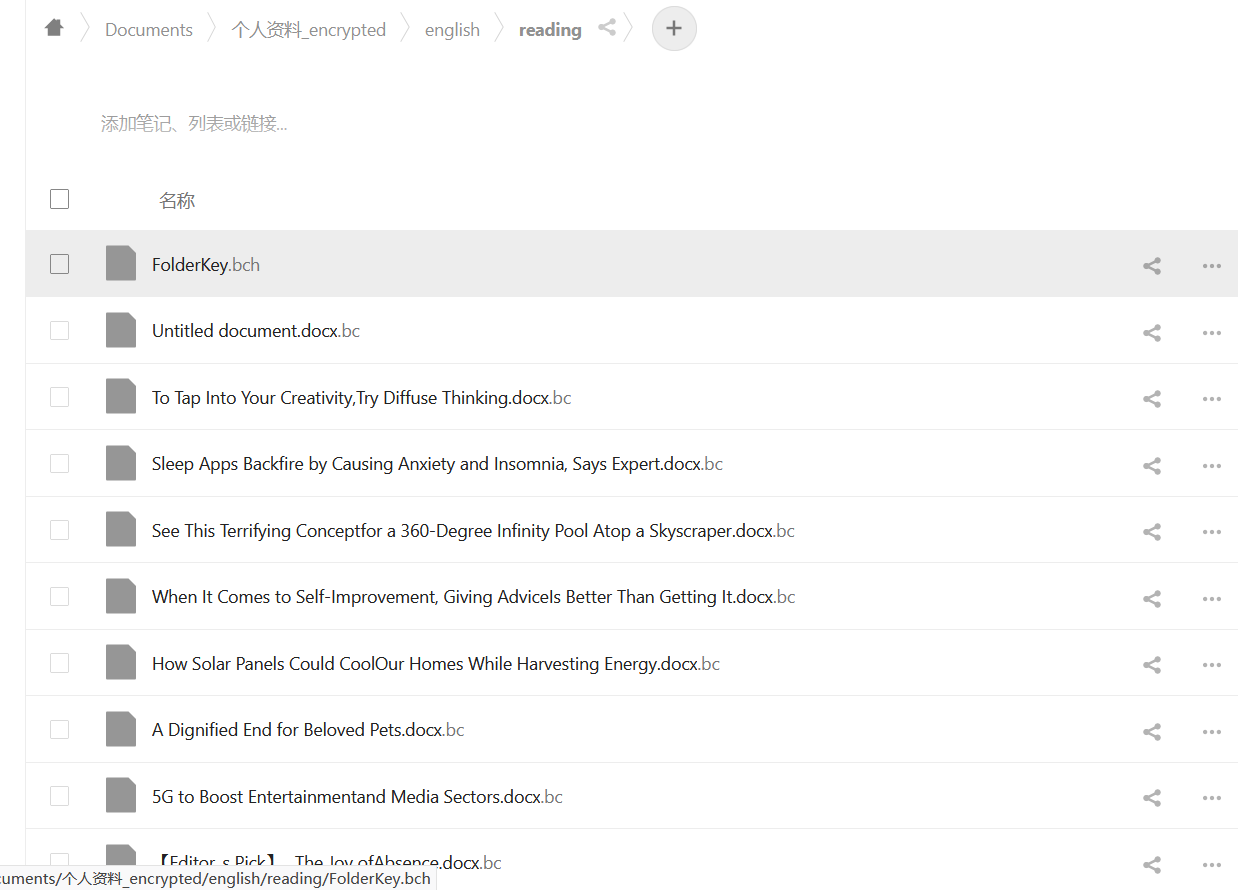 Documents 个人资料_encrypted english reading
添加笔记、列表或链接...
名称
FolderKey.bch
Untitled document.docx.bc
To Tap Into Your Creativity,Try Diffuse Thinking.docx.bc
Sleep Apps Backfire by Causing Anxiety and Insomnia, Says Expert.docx.bc
See This Terrifying Conceptfor a 360-Degree Infinity Pool Atop a Skyscraper.docx.bc
When It Comes to Self-Improvement, Giving AdviceIs Better Than Getting It.docx.bc
How Solar Panels Could CoolOur Homes While Harvesting Energy.docx.bc
A Dignified End for Beloved Pets.docx.bc
5G to Boost Entertainmentand Media Sectors.docx.bc
【Editor_s Pick】_ The Joy ofAbsence.docx.bc
cuments/个人资料_encrypted/english/reading/FolderKey.bch